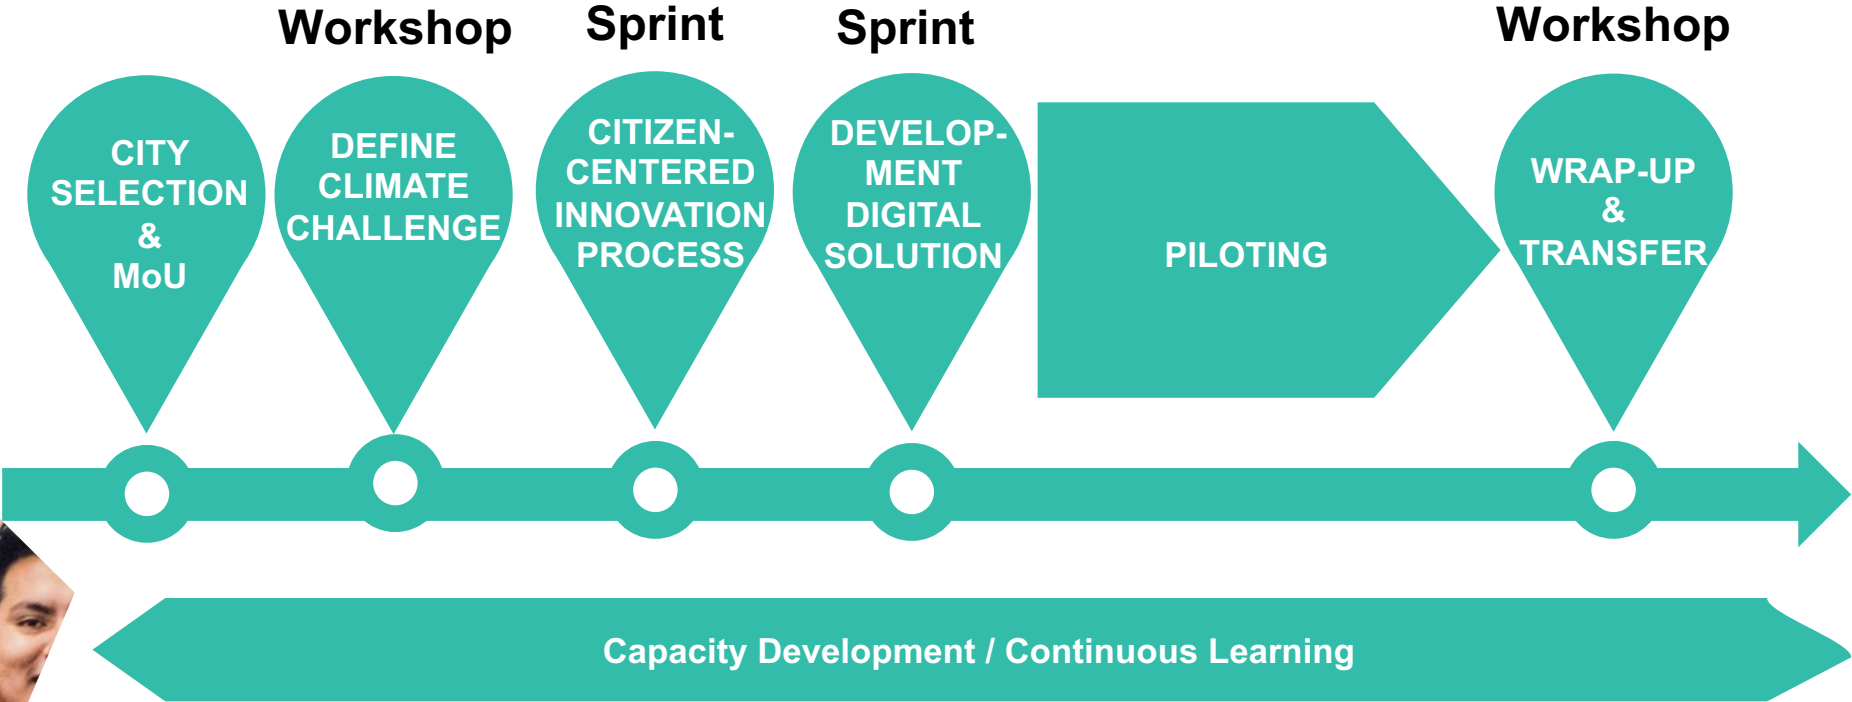 Workshop
Sprint
Sprint
Workshop
CITY
SELECTION
&
MoU
DEFINE
CLIMATE
CHALLENGE
CITIZEN-
CENTERED
INNOVATION
PROCESS
DEVELOP-
MENT
DIGITAL
SOLUTION
PILOTING
WRAP-UP
&
TRANSFER
Capacity Development / Continuous Learning